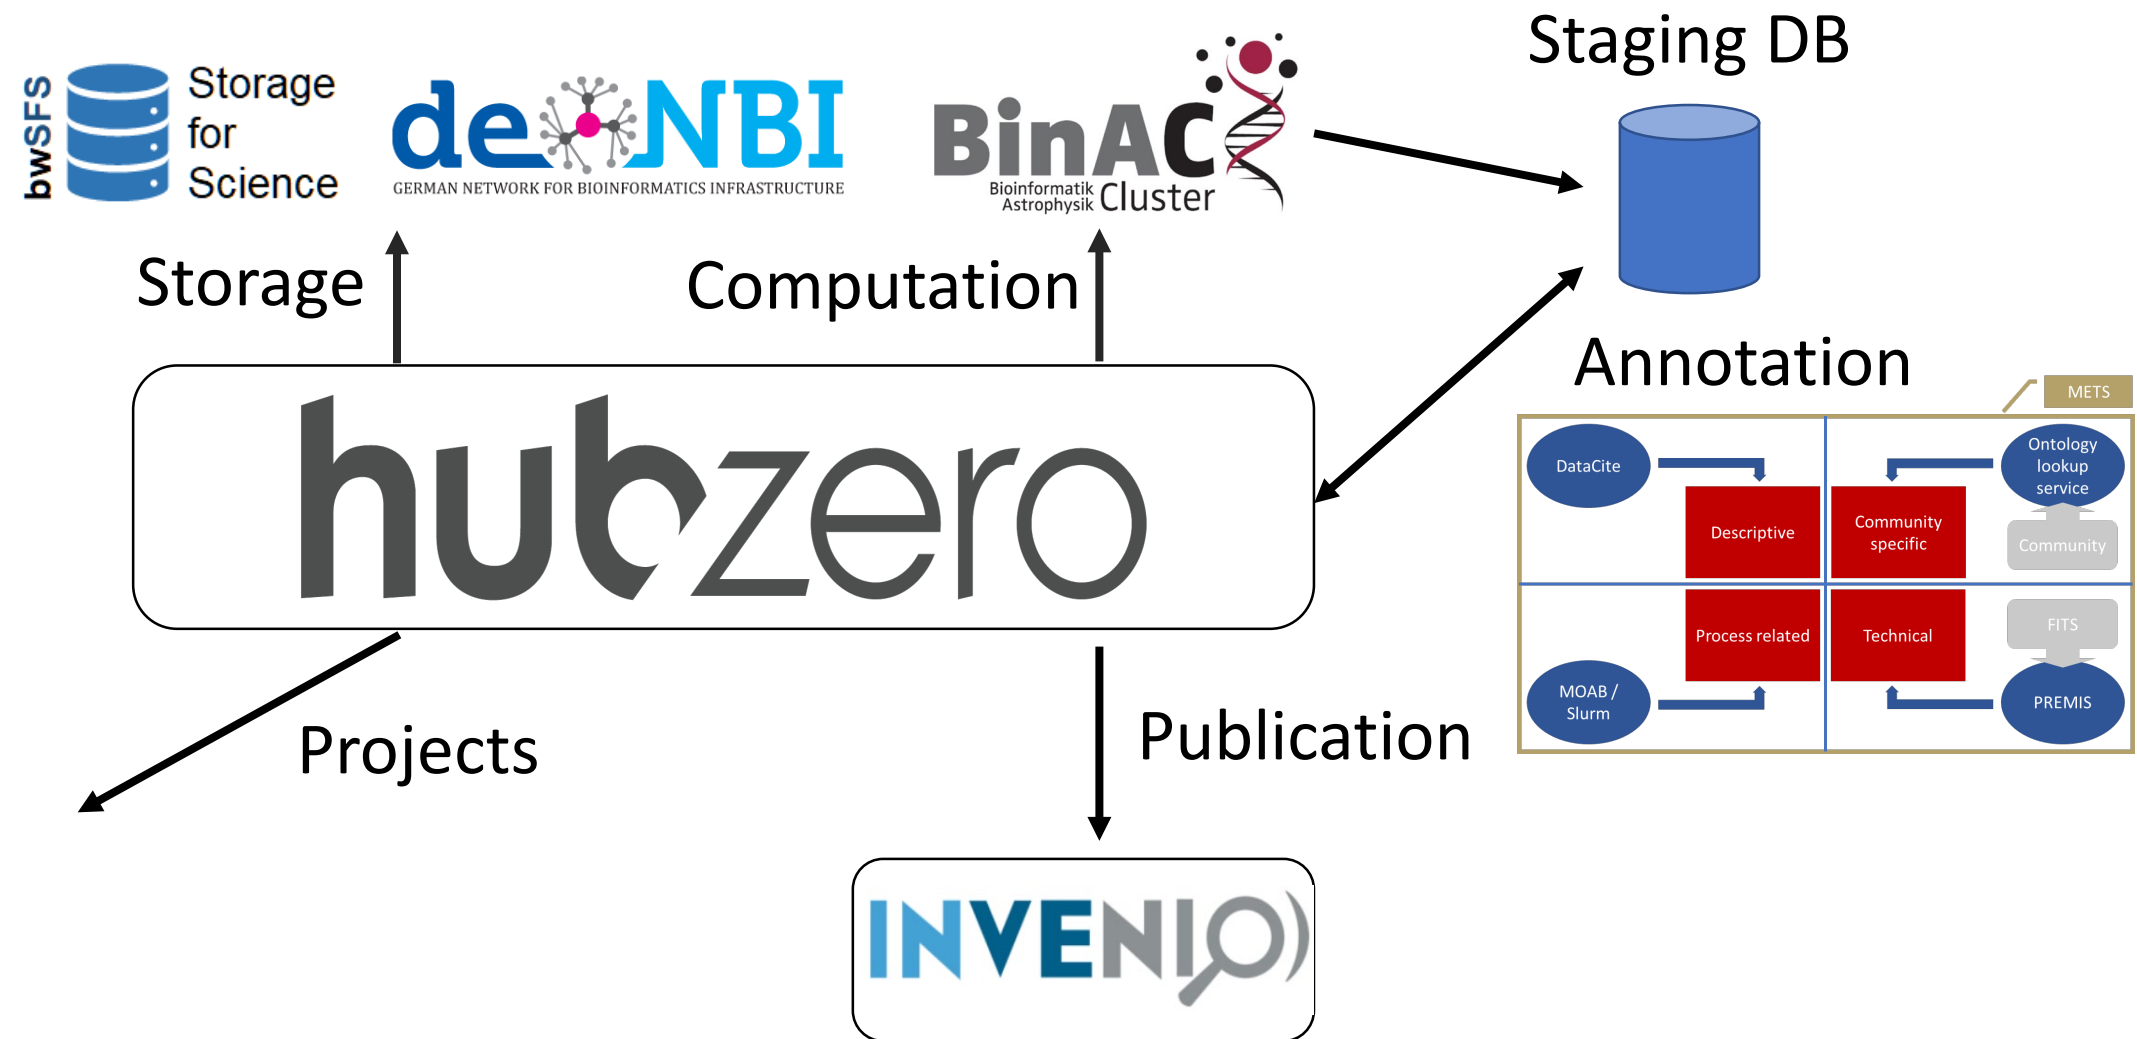 Staging DB
bwSFS
Storage
for
Science
de NBI
GERMAN NETWORK FOR BIOINFORMATICS INFRASTRUCTURE
BinAC
Bioinformatik
Astrophysik
Cluster
Storage
Computation
hubzero
Annotation
METS
DataCite
Descriptive
Community
specific
Ontology
lookup
service
Community
Process related
Technical
FITS
MOAB /
Slurm
PREMIS
Projects
Publication
INVENIO